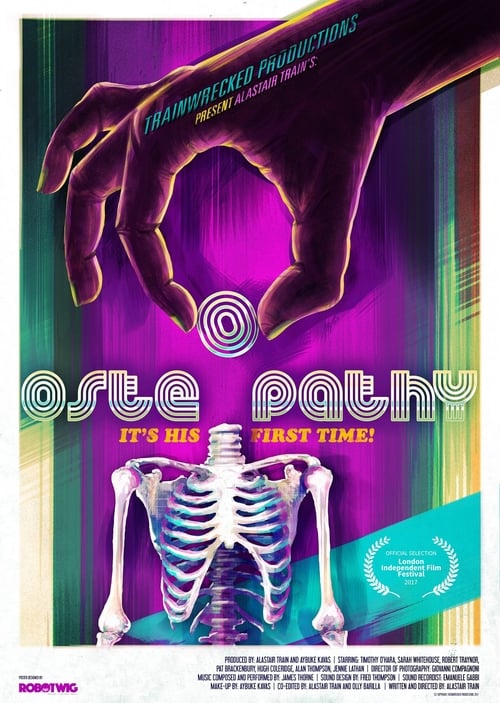 TRAINWRECKED PRODUCTIONS
PRESENT ALASTAIR TRAIN'S:
OSTEOPATHY III
IT'S HIS FIRST TIME!
OFFICIAL SELECTION
London
Independent Film
Festival
2017
PRODUCED BY: ALASTAIR TRAIN AND AYBUKE KAVAS | STARRING: TIMOTHY O'HARA, SARAH WHITEHOUSE, ROBERT TRAYNOR,
PAT BRACKENBURY, HUGH COLERIDGE, ALAN THOMPSON, JENNIE LATHAN | DIRECTOR OF PHOTOGRAPHY: GIOVANNI COMPAGNONI
MUSIC COMPOSED AND PERFORMED BY: JAMES THORNE | SOUND DESIGN BY: FRED THOMPSON | SOUND RECORDIST: EMANUELE GABBI
MAKE-UP BY: AYBUKE KAVAS | CO-EDITED BY: ALASTAIR TRAIN AND OLLY BARILLA | WRITTEN AND DIRECTED BY: ALASTAIR TRAIN
POSTER DESIGNED BY
ROBOTWIG